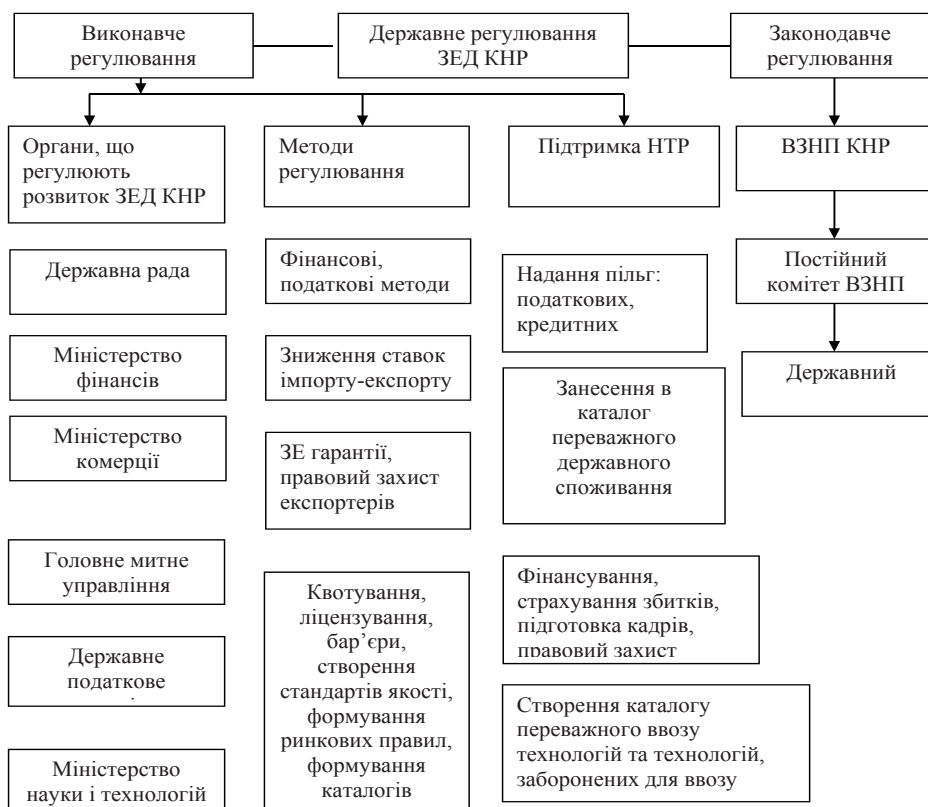 Виконавче
регулювання
Державне регулювання
ЗЕД КНР
Законодавче
регулювання
Органи, що
регулюють
розвиток ЗЕД КНР
Методи
регулювання
Підтримка НТР
ВЗНП КНР
Державна рада
Фінансові,
податкові методи
Надання пільг:
податкових,
кредитних
Постійний
комітет ВЗНП
Міністерство
фінансів
Зниження ставок
імпорту-експорту
Занесення в
каталог
переважного
державного
споживання
Державний
Міністерство
комерції
ЗЕ гарантії,
правовий захист
експортерів
Головне митне
управління
Квотування,
ліцензування,
бар’єри,
створення
стандартів якості,
формування
ринкових правил,
формування
каталогів
Фінансування,
страхування збитків,
підготовка кадрів,
правовий захист
Державне
податкове
Створення каталогу
переважного ввозу
технологій та технологій,
заборонених для ввозу
Міністерство
науки і технологій